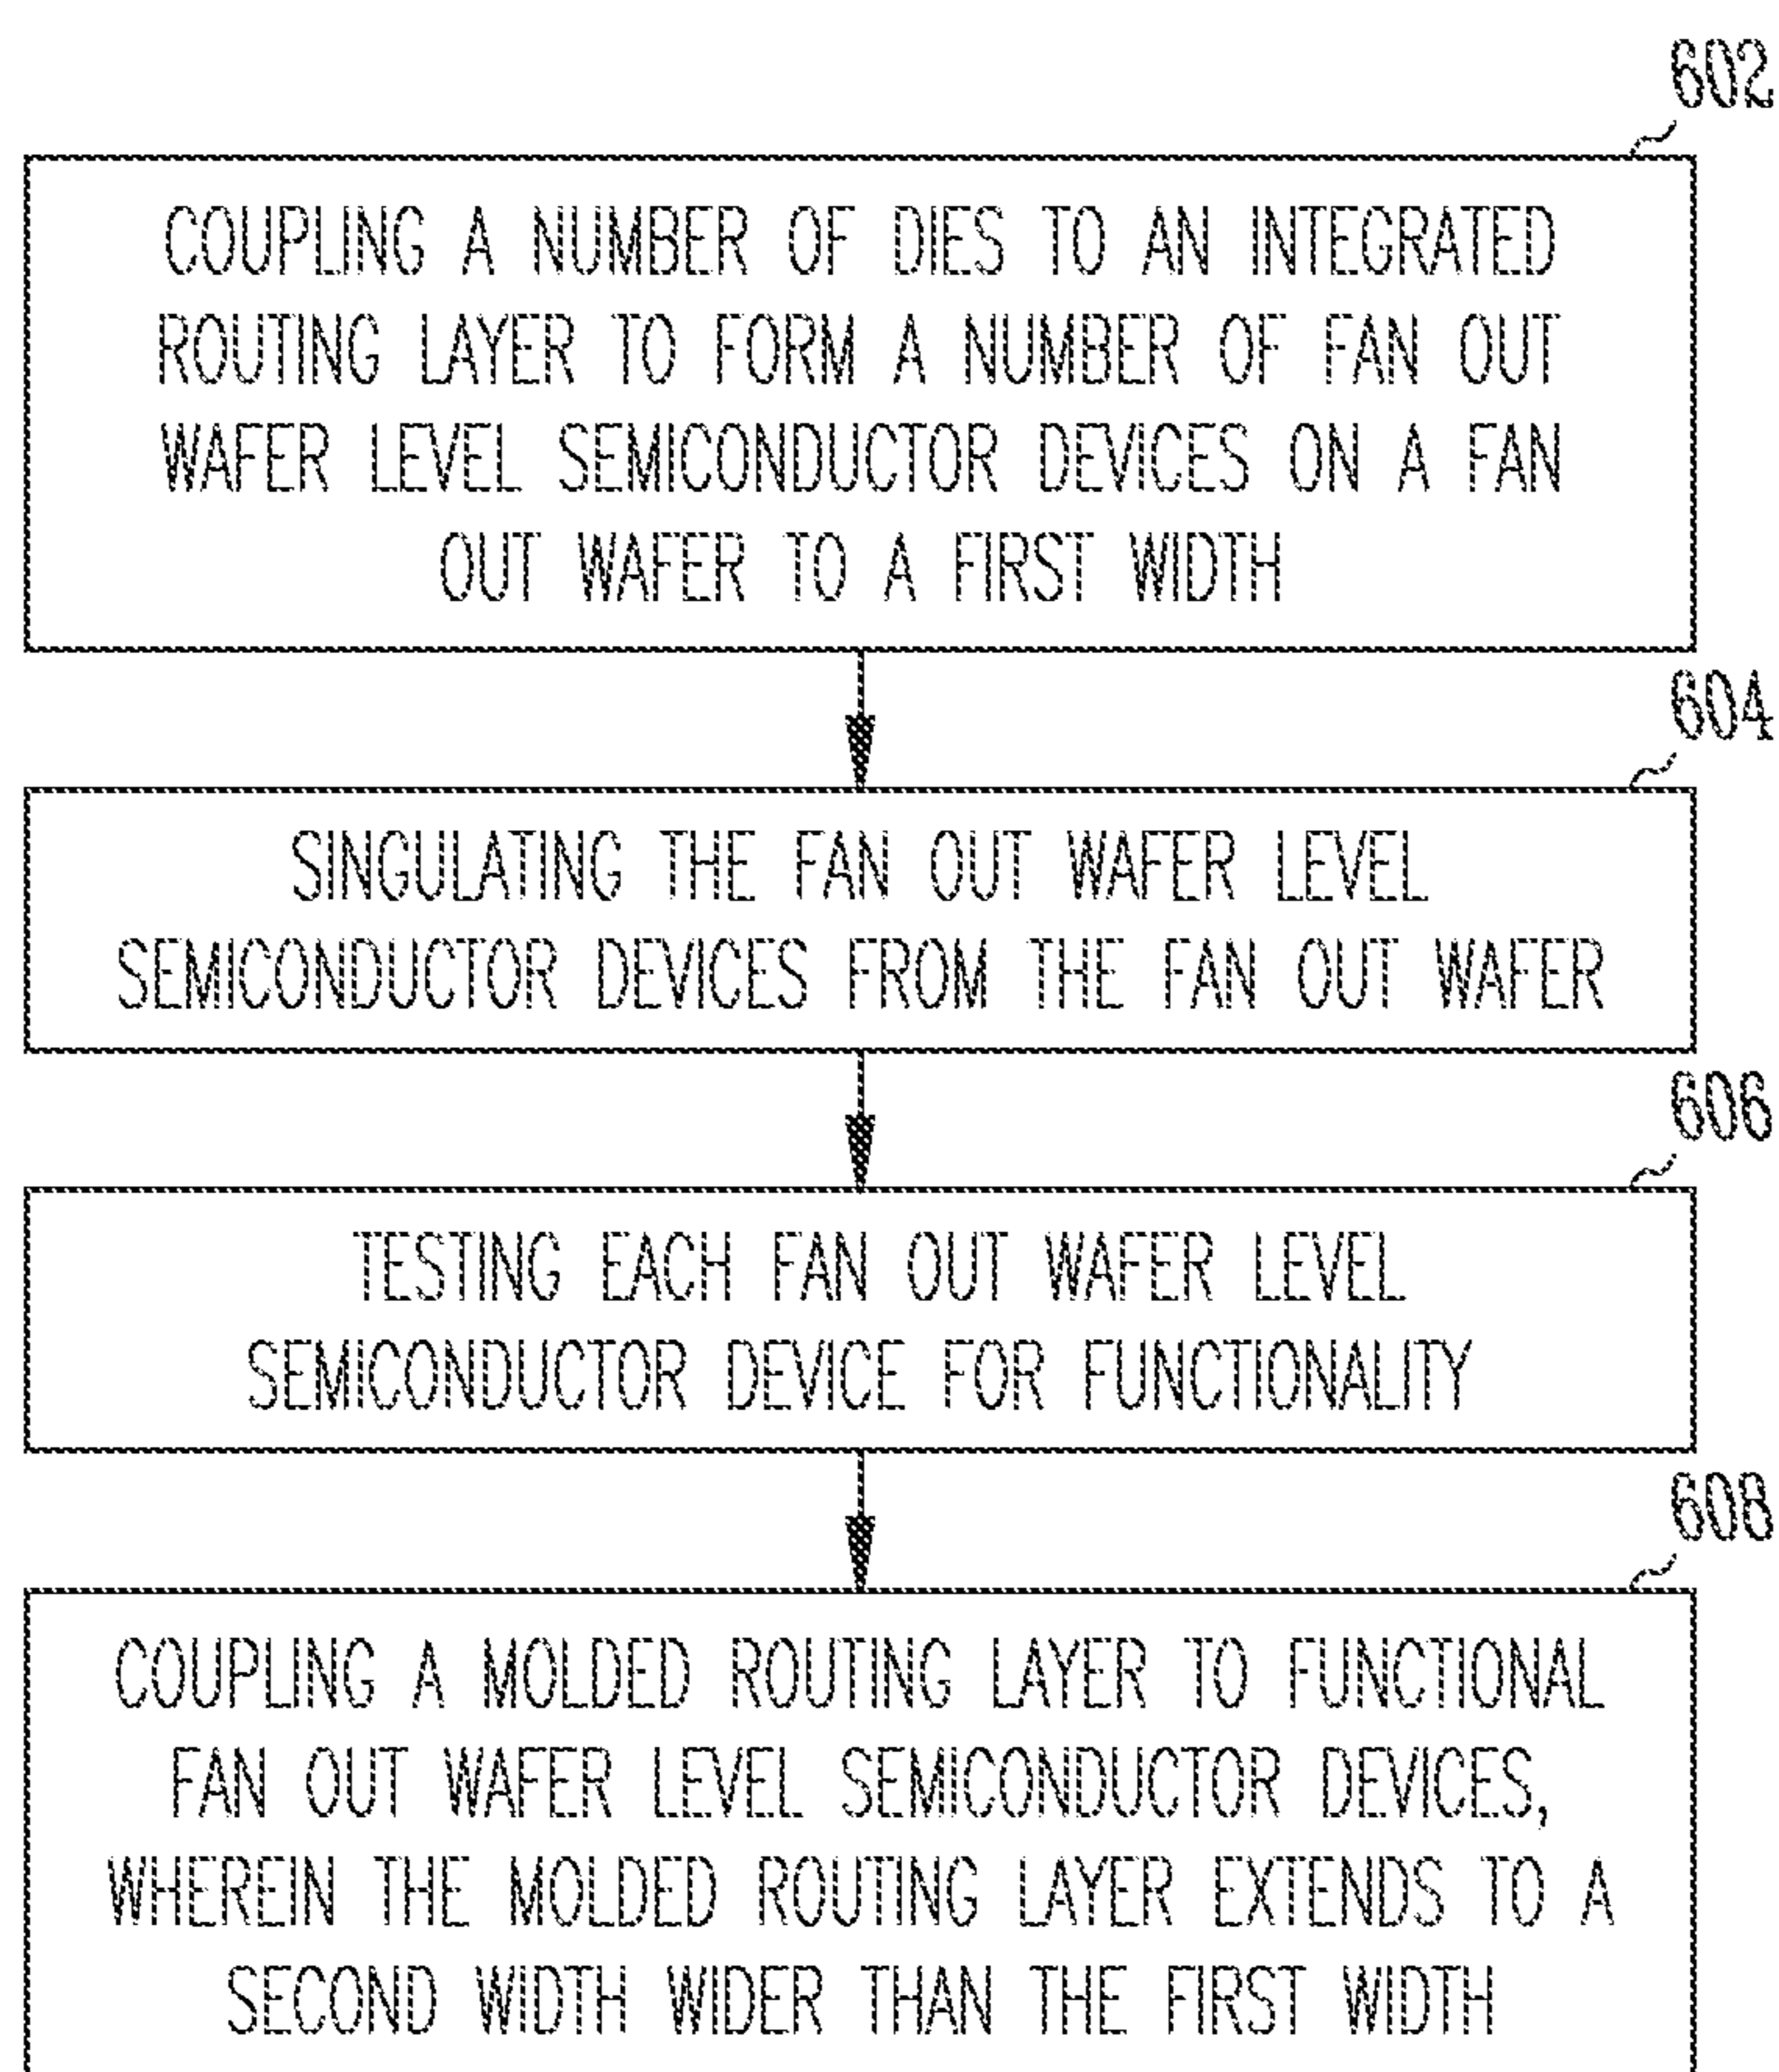 602
COUPLING A NUMBER OF DIES TO AN INTEGRATED
ROUTING LAYER TO FORM A NUMBER OF FAN OUT
WAFER LEVEL SEMICONDUCTOR DEVICES ON A FAN
OUT WAFER TO A FIRST WIDTH
604
SINGULATING THE FAN OUT WAFER LEVEL
SEMICONDUCTOR DEVICES FROM THE FAN OUT WAFER
606
TESTING EACH FAN OUT WAFER LEVEL
SEMICONDUCTOR DEVICE FOR FUNCTIONALITY
608
COUPLING A MOLDED ROUTING LAYER TO FUNCTIONAL
FAN OUT WAFER LEVEL SEMICONDUCTOR DEVICES,
WHEREIN THE MOLDED ROUTING LAYER EXTENDS TO A
SECOND WIDTH WIDER THAN THE FIRST WIDTH